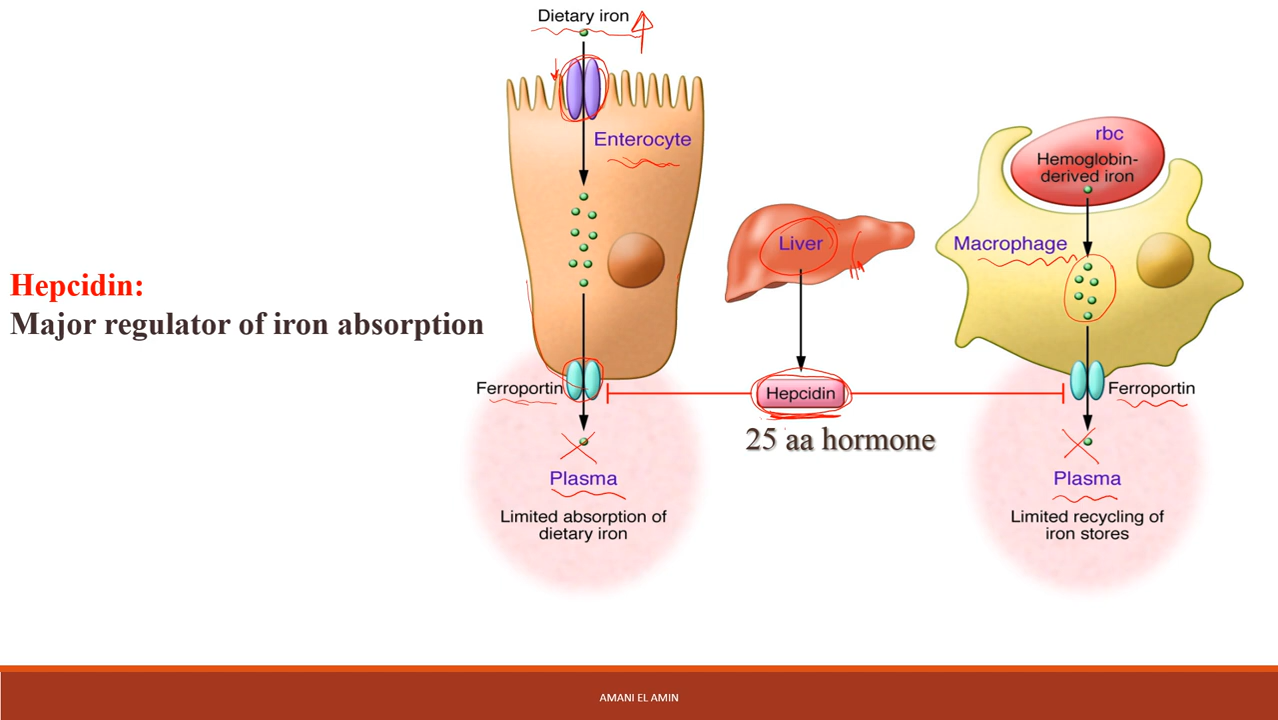 Dietary iron
Enterocyte
rbc
Hemoglobin-
derived iron
Liver
Macrophage
Hepcidin:
Major regulator of iron absorption
Ferroportin
Hepcidin
Ferroportin
25 aa hormone
Plasma
Limited absorption of
dietary iron
Plasma
Limited recycling of
iron stores
AMANI EL AMIN